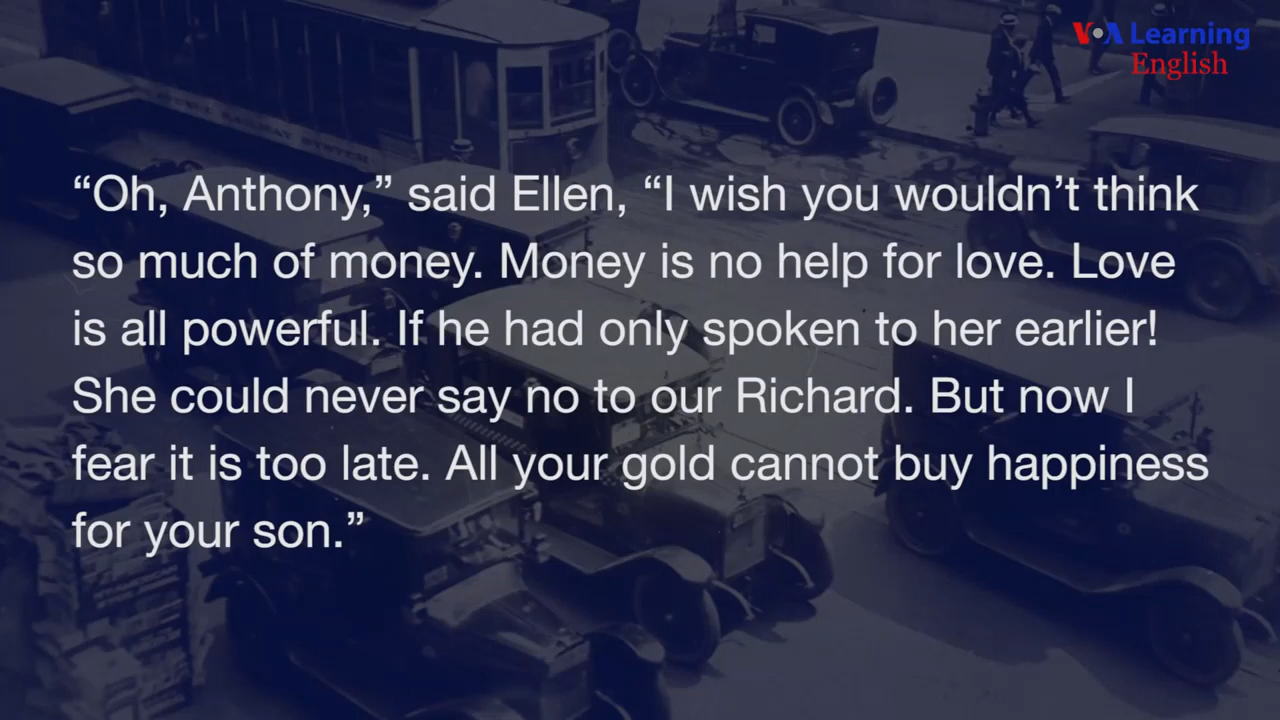 VOA Learning
English
“Oh, Anthony,” said Ellen, “I wish you wouldn’t think
so much of money. Money is no help for love. Love
is all powerful. If he had only spoken to her earlier!
She could never say no to our Richard. But now I
fear it is too late. All your gold cannot buy happiness
for your son.”